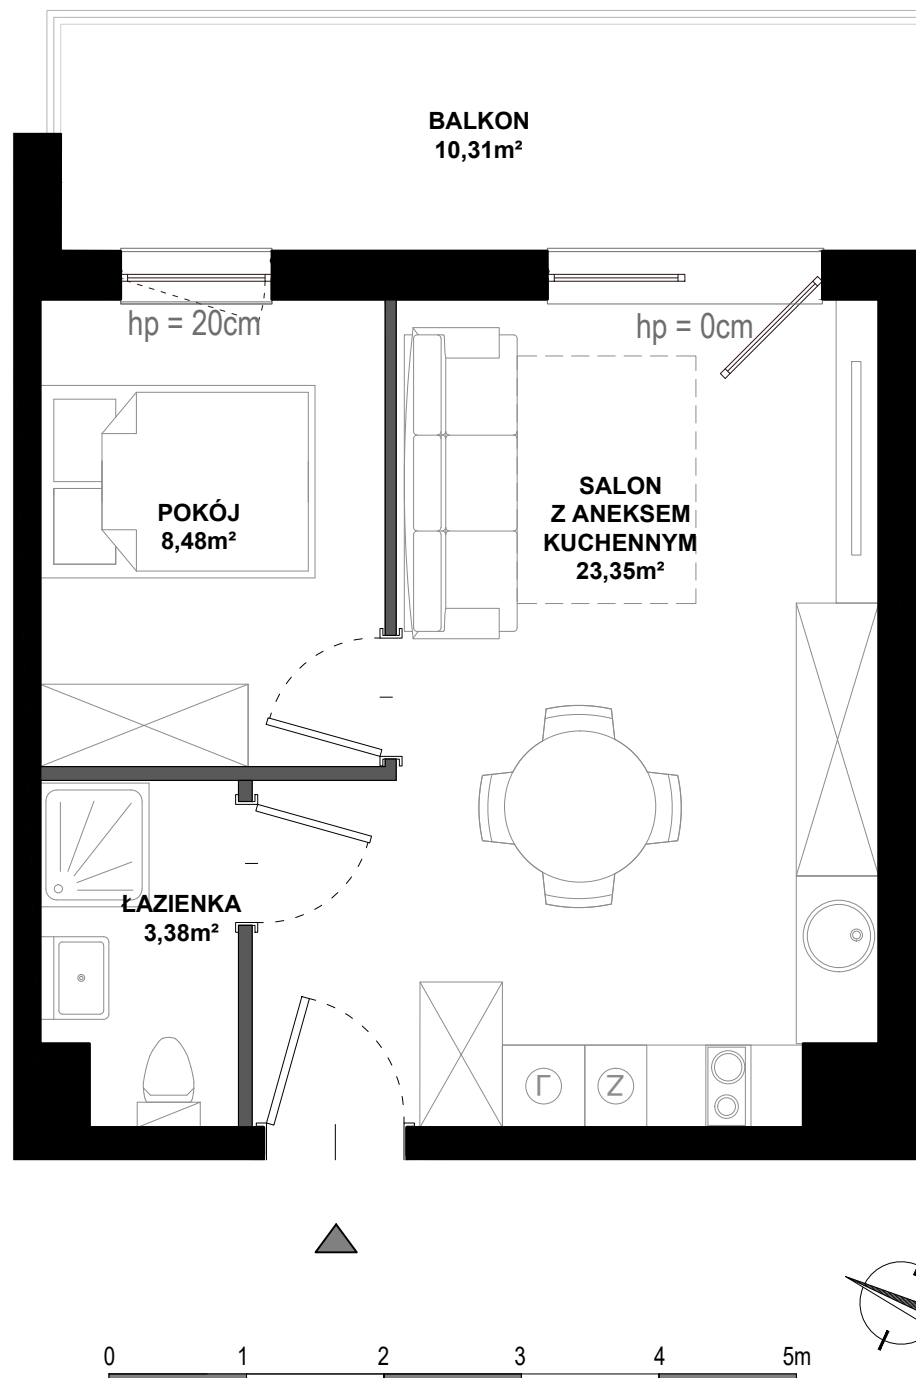 BALKON
10,31m²
hp = 20cm
hp = 0cm
POKÓJ
8,48m²
SALON
Z ANEKSEM
KUCHENNYM
23,35m²
ŁAZIENKA
3,38m²
Z
0 1 2 3 4 5m